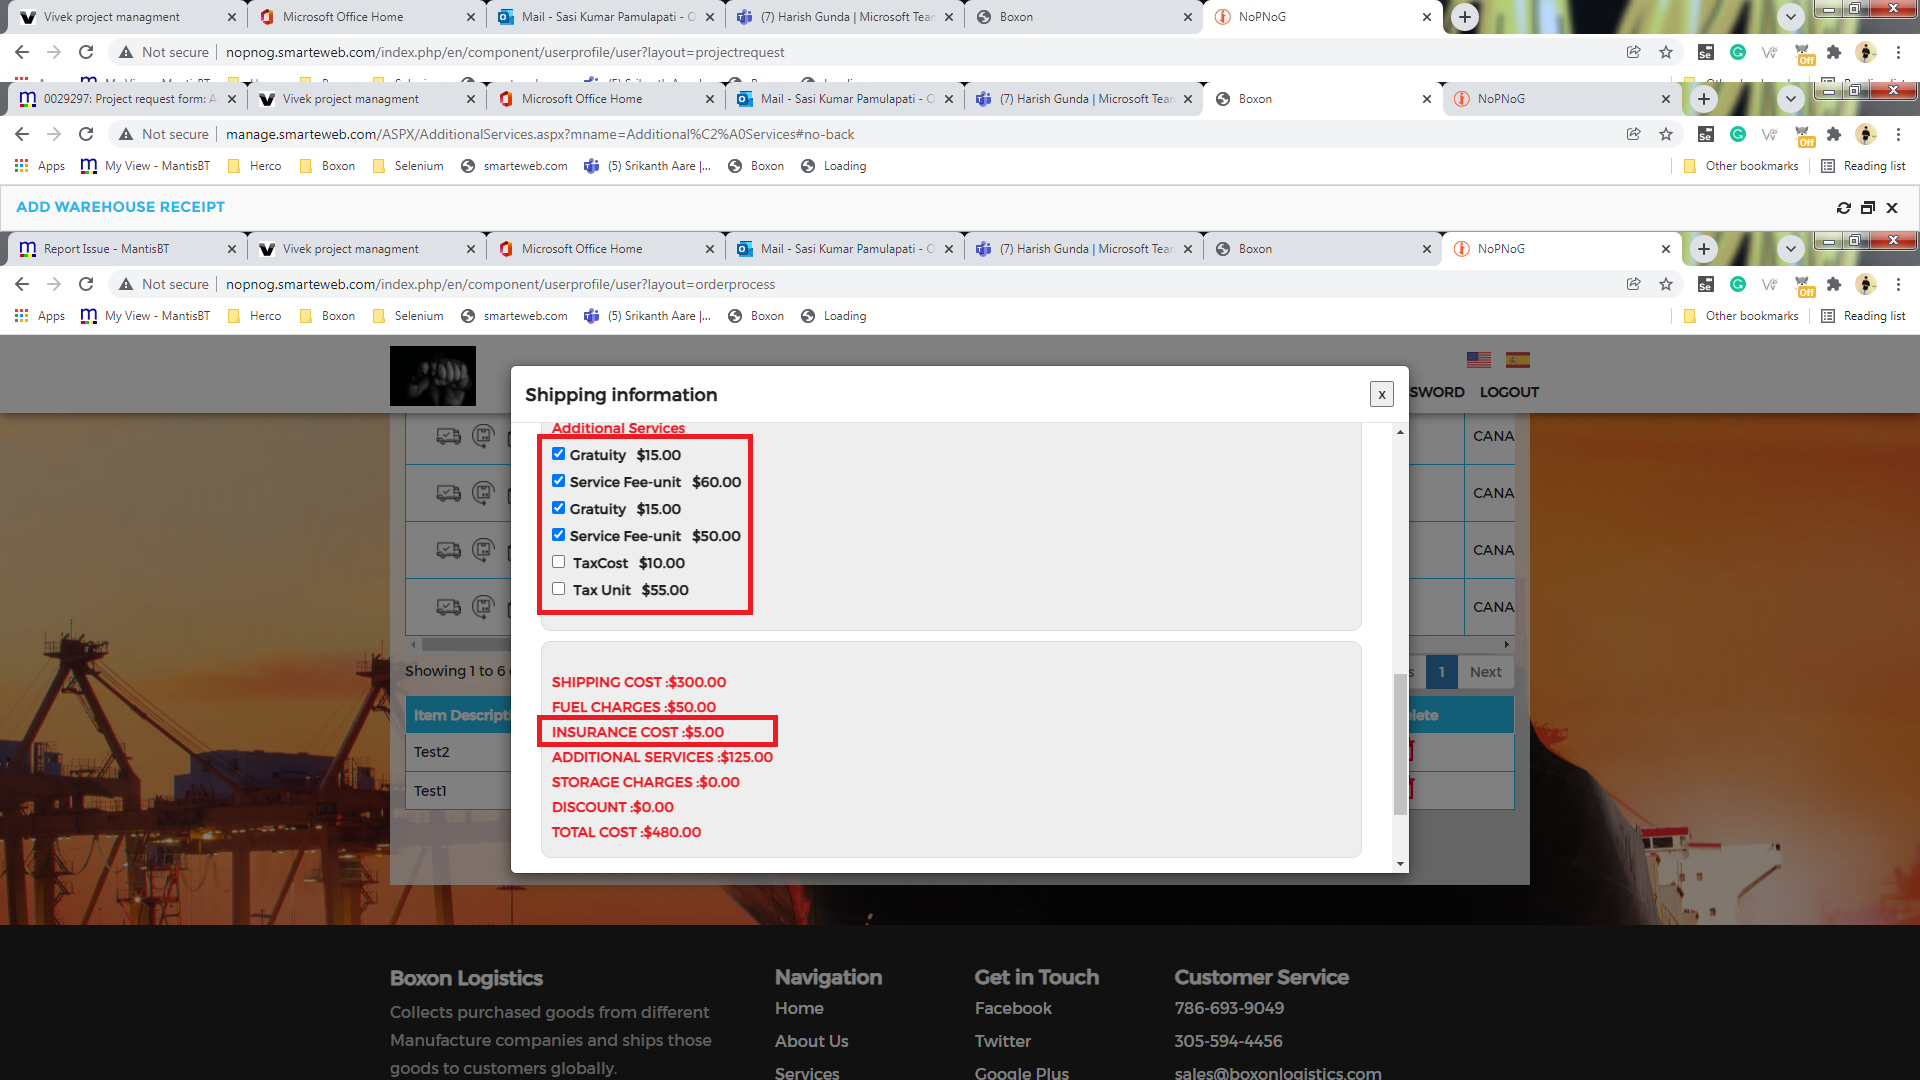 Vivek project managment
Microsoft Office Home
Mail - Sasi Kumar Pamulapati - O
(7) Harish Gunda | Microsoft Tean
Boxon
NoPNoG
Not secure
nopnog.smarteweb.com/index.php/en/component/userprofile/user?layout=projectrequest
0029297: Project request form: A
Vivek project managment
Microsoft Office Home
Mail - Sasi Kumar Pamulapati - O
(7) Harish Gunda | Microsoft Tean
Boxon
NoPNoG
Not secure
manage.smarteweb.com/ASPX/AdditionalServices.aspx?mname=Additional%C2%A0Services#no-back
Apps
My View - MantisBT
Herco
Boxon
Selenium
smarteweb.com
(5) Srikanth Aare |...
Boxon
Loading
Other bookmarks
Reading list
ADD WAREHOUSE RECEIPT
Report Issue - MantisBT
Vivek project managment
Microsoft Office Home
Mail - Sasi Kumar Pamulapati - O
(7) Harish Gunda | Microsoft Tean
Boxon
NoPNoG
Not secure
nopnog.smarteweb.com/index.php/en/component/userprofile/user?layout=orderprocess
Apps
My View - MantisBT
Herco
Boxon
Selenium
smarteweb.com
(5) Srikanth Aare |...
Boxon
Loading
Other bookmarks
Reading list
SWORD
LOGOUT
Shipping information
x
Additional Services
Gratuity $15.00
Service Fee-unit $60.00
Gratuity $15.00
Service Fee-unit $50.00
TaxCost $10.00
Tax Unit $55.00
SHIPPING COST :$300.00
FUEL CHARGES :$50.00
INSURANCE COST :$5.00
ADDITIONAL SERVICES :$125.00
STORAGE CHARGES :$0.00
DISCOUNT :$0.00
TOTAL COST :$480.00
CANA
CANA
CANA
CANA
Showing 1 to 6
s
1
Next
Item Descripti
elete
Test2
Test1
Boxon Logistics
Collects purchased goods from different
Manufacture companies and ships those
goods to customers globally.
Navigation
Home
About Us
Services
Get in Touch
Facebook
Twitter
Google Plus
Customer Service
786-693-9049
305-594-4456
sales@boxonlogistics.com